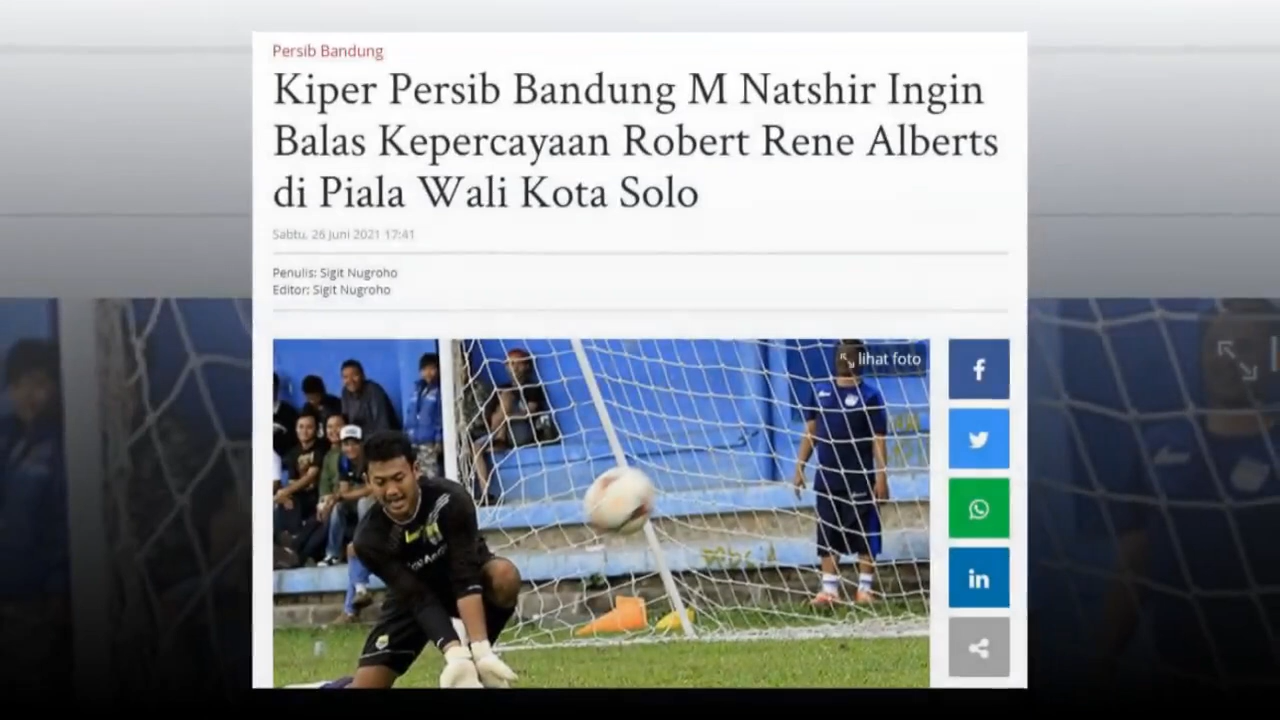 Persib Bandung
Kiper Persib Bandung M Natshir Ingin
Balas Kepercayaan Robert Rene Alberts
di Piala Wali Kota Solo
Sabtu, 26 Juni 2021 17:41
Penulis: Sigit Nugroho
Editor: Sigit Nugroho
lihat foto